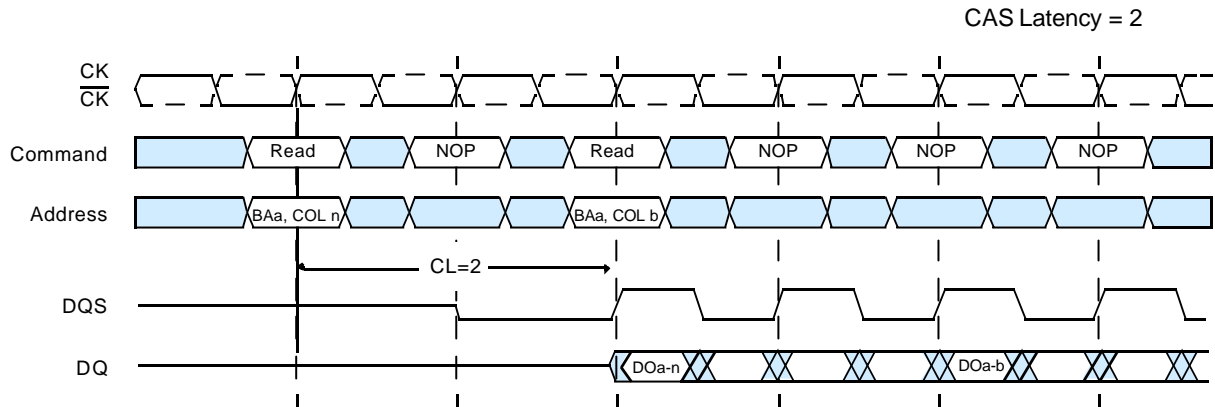 CAS Latency = 2
CK
CK
Command Read NOP Read NOP NOP NOP
Address BAa, COL n BAa, COL b
CL=2
DQS
DQ DOa-n DOa-b